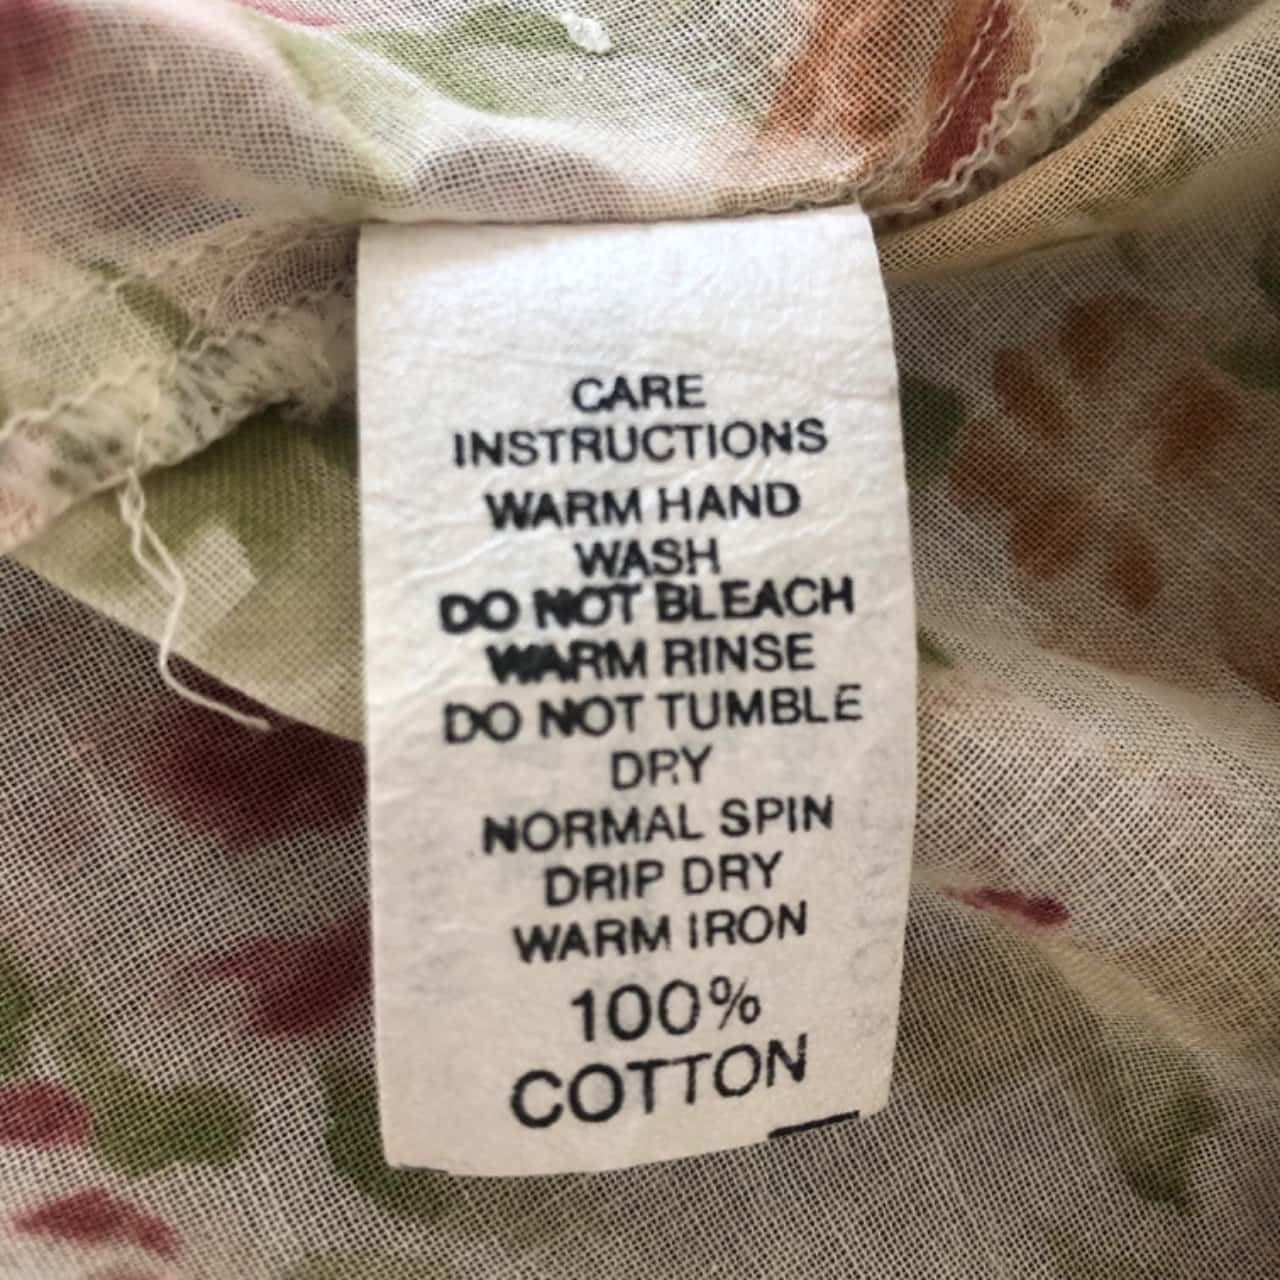 CARE
INSTRUCTIONS
WARM HAND
WASH
DO NOT BLEACH
WARM RINSE
DO NOT TUMBLE
DRY
NORMAL SPIN
DRIP DRY
WARM IRON
100%
COTTON